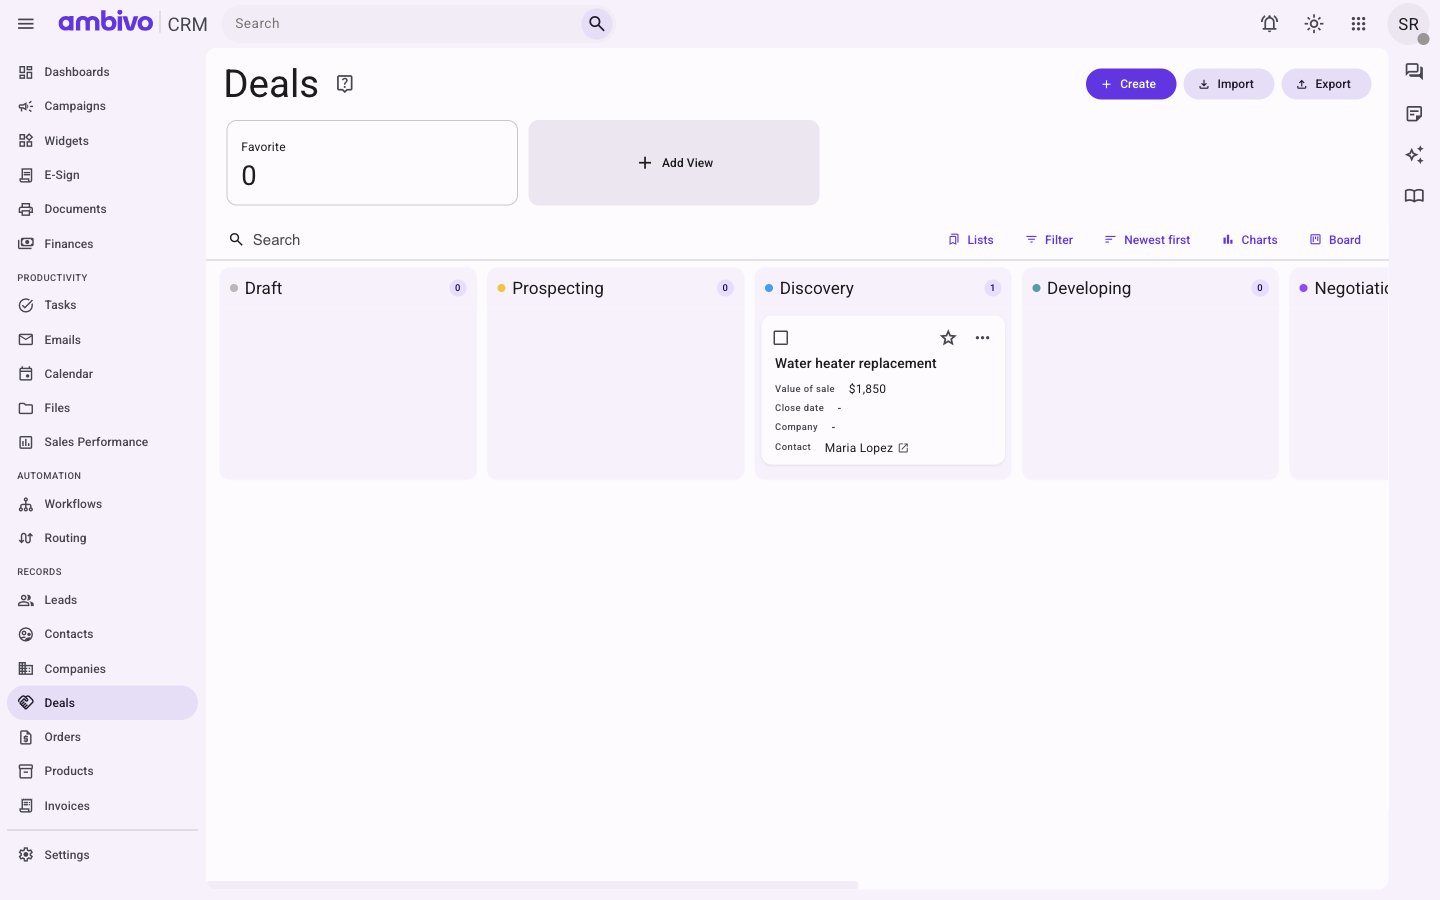 ambivo CRM
Search
SR
Dashboards
Campaigns
Widgets
E-Sign
Documents
Finances
PRODUCTIVITY
Tasks
Emails
Calendar
Files
Sales Performance
AUTOMATION
Workflows
Routing
RECORDS
Leads
Contacts
Companies
Deals
Orders
Products
Invoices
Settings
Deals
Create
Import
Export
Favorite
0
Add View
Search
Lists
Filter
Newest first
Charts
Board
Draft 0
Prospecting 0
Discovery 1
Developing 0
Negotiatic
Water heater replacement
Value of sale $1,850
Close date -
Company -
Contact Maria Lopez